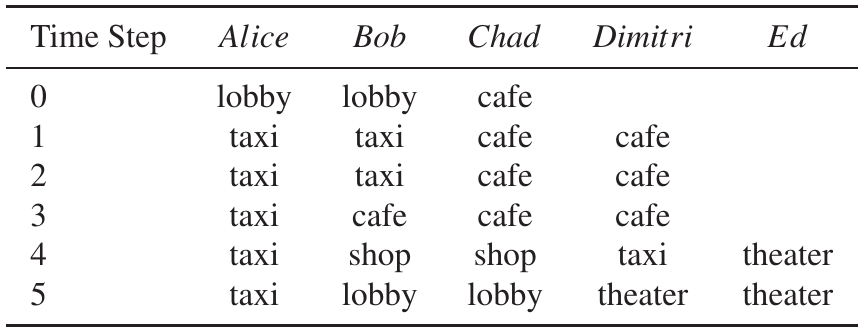 Time Step Alice Bob Chad Dimitri Ed
0 lobby lobby cafe
1 taxi taxi cafe cafe
2 taxi taxi cafe cafe
3 taxi cafe cafe cafe
4 taxi shop shop taxi theater
5 taxi lobby lobby theater theater